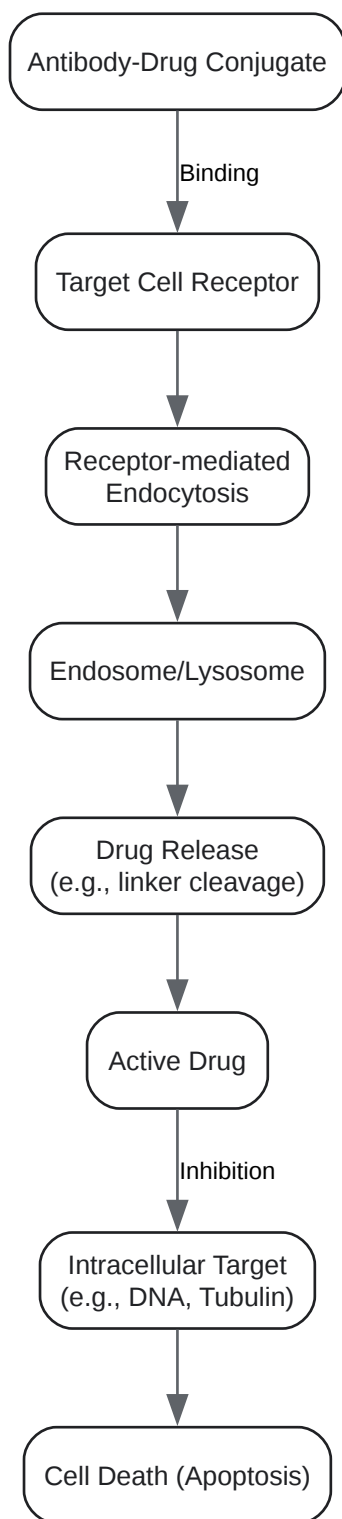 Antibody-Drug Conjugate
Binding
Target Cell Receptor
Receptor-mediated
Endocytosis
Endosome/Lysosome
Drug Release
(e.g., linker cleavage)
Active Drug
Inhibition
Intracellular Target
(e.g., DNA, Tubulin)
Cell Death (Apoptosis)